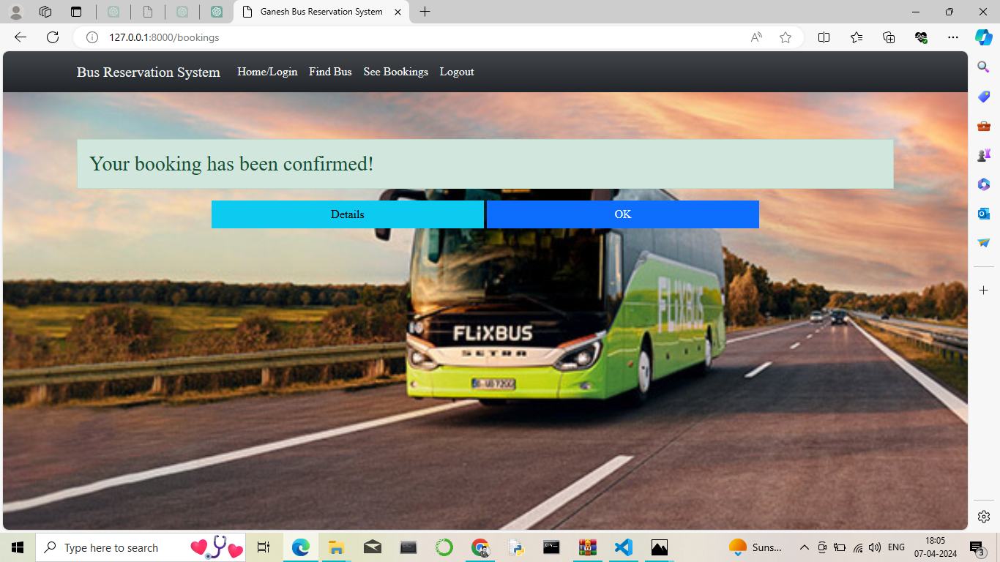 Ganesh Bus Reservation System
127.0.0.1:8000/bookings
Bus Reservation System Home/Login Find Bus See Bookings Logout
Your booking has been confirmed!
Details OK
FLiXBUS
FLiXBUS
SETRA
Type here to search Suns... ENG 18:05
07-04-2024
3